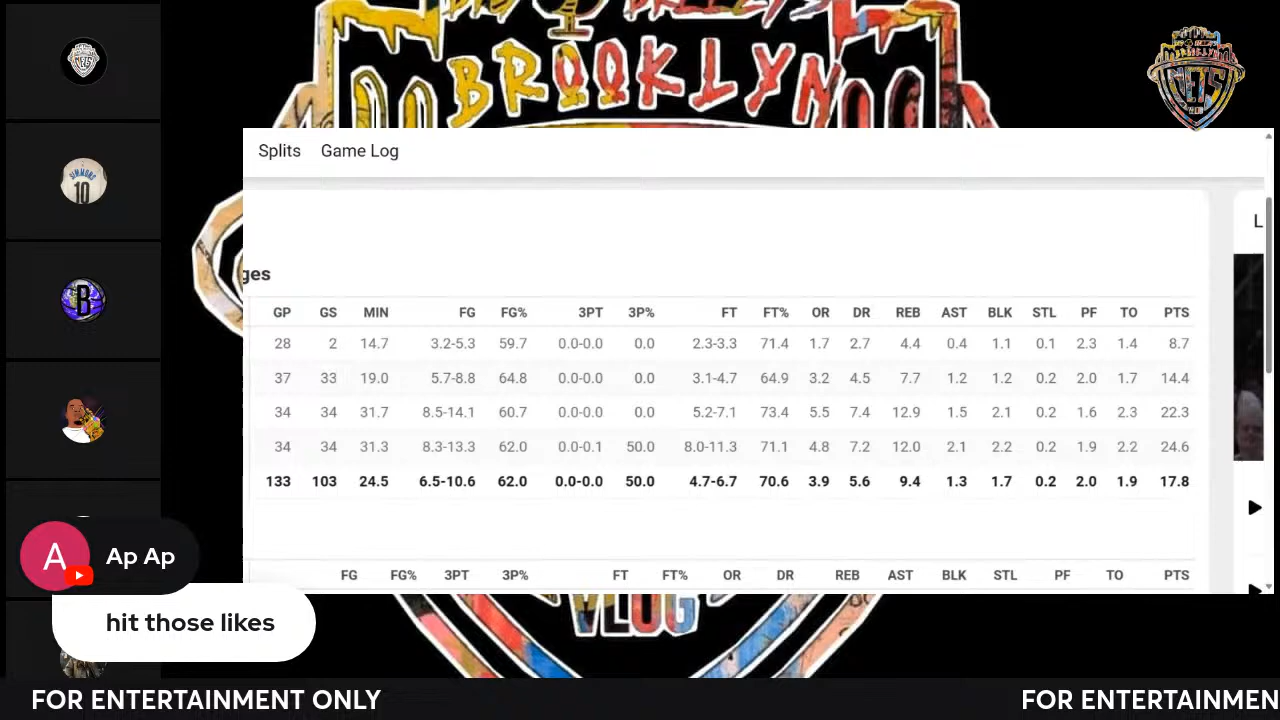 BROOKLYN
NETS
SIMMONS
10
B
Splits Game Log
ges
L
GP GS MIN FG FG% 3PT 3P% FT FT% OR DR REB AST BLK STL PF TO PTS
28 2 14.7 3.2-5.3 59.7 0.0-0.0 0.0 2.3-3.3 71.4 1.7 2.7 4.4 0.4 1.1 0.1 2.3 1.4 8.7
37 33 19.0 5.7-8.8 64.8 0.0-0.0 0.0 3.1-4.7 64.9 3.2 4.5 7.7 1.2 1.2 0.2 2.0 1.7 14.4
34 34 31.7 8.5-14.1 60.7 0.0-0.0 0.0 5.2-7.1 73.4 5.5 7.4 12.9 1.5 2.1 0.2 1.6 2.3 22.3
34 34 31.3 8.3-13.3 62.0 0.0-0.1 50.0 8.0-11.3 71.1 4.8 7.2 12.0 2.1 2.2 0.2 1.9 2.2 24.6
133 103 24.5 6.5-10.6 62.0 0.0-0.0 50.0 4.7-6.7 70.6 3.9 5.6 9.4 1.3 1.7 0.2 2.0 1.9 17.8
FG FG% 3PT 3P% FT FT% OR DR REB AST BLK STL PF TO PTS
A Ap Ap
hit those likes
VLOG
FOR ENTERTAINMENT ONLY FOR ENTERTAINMEN